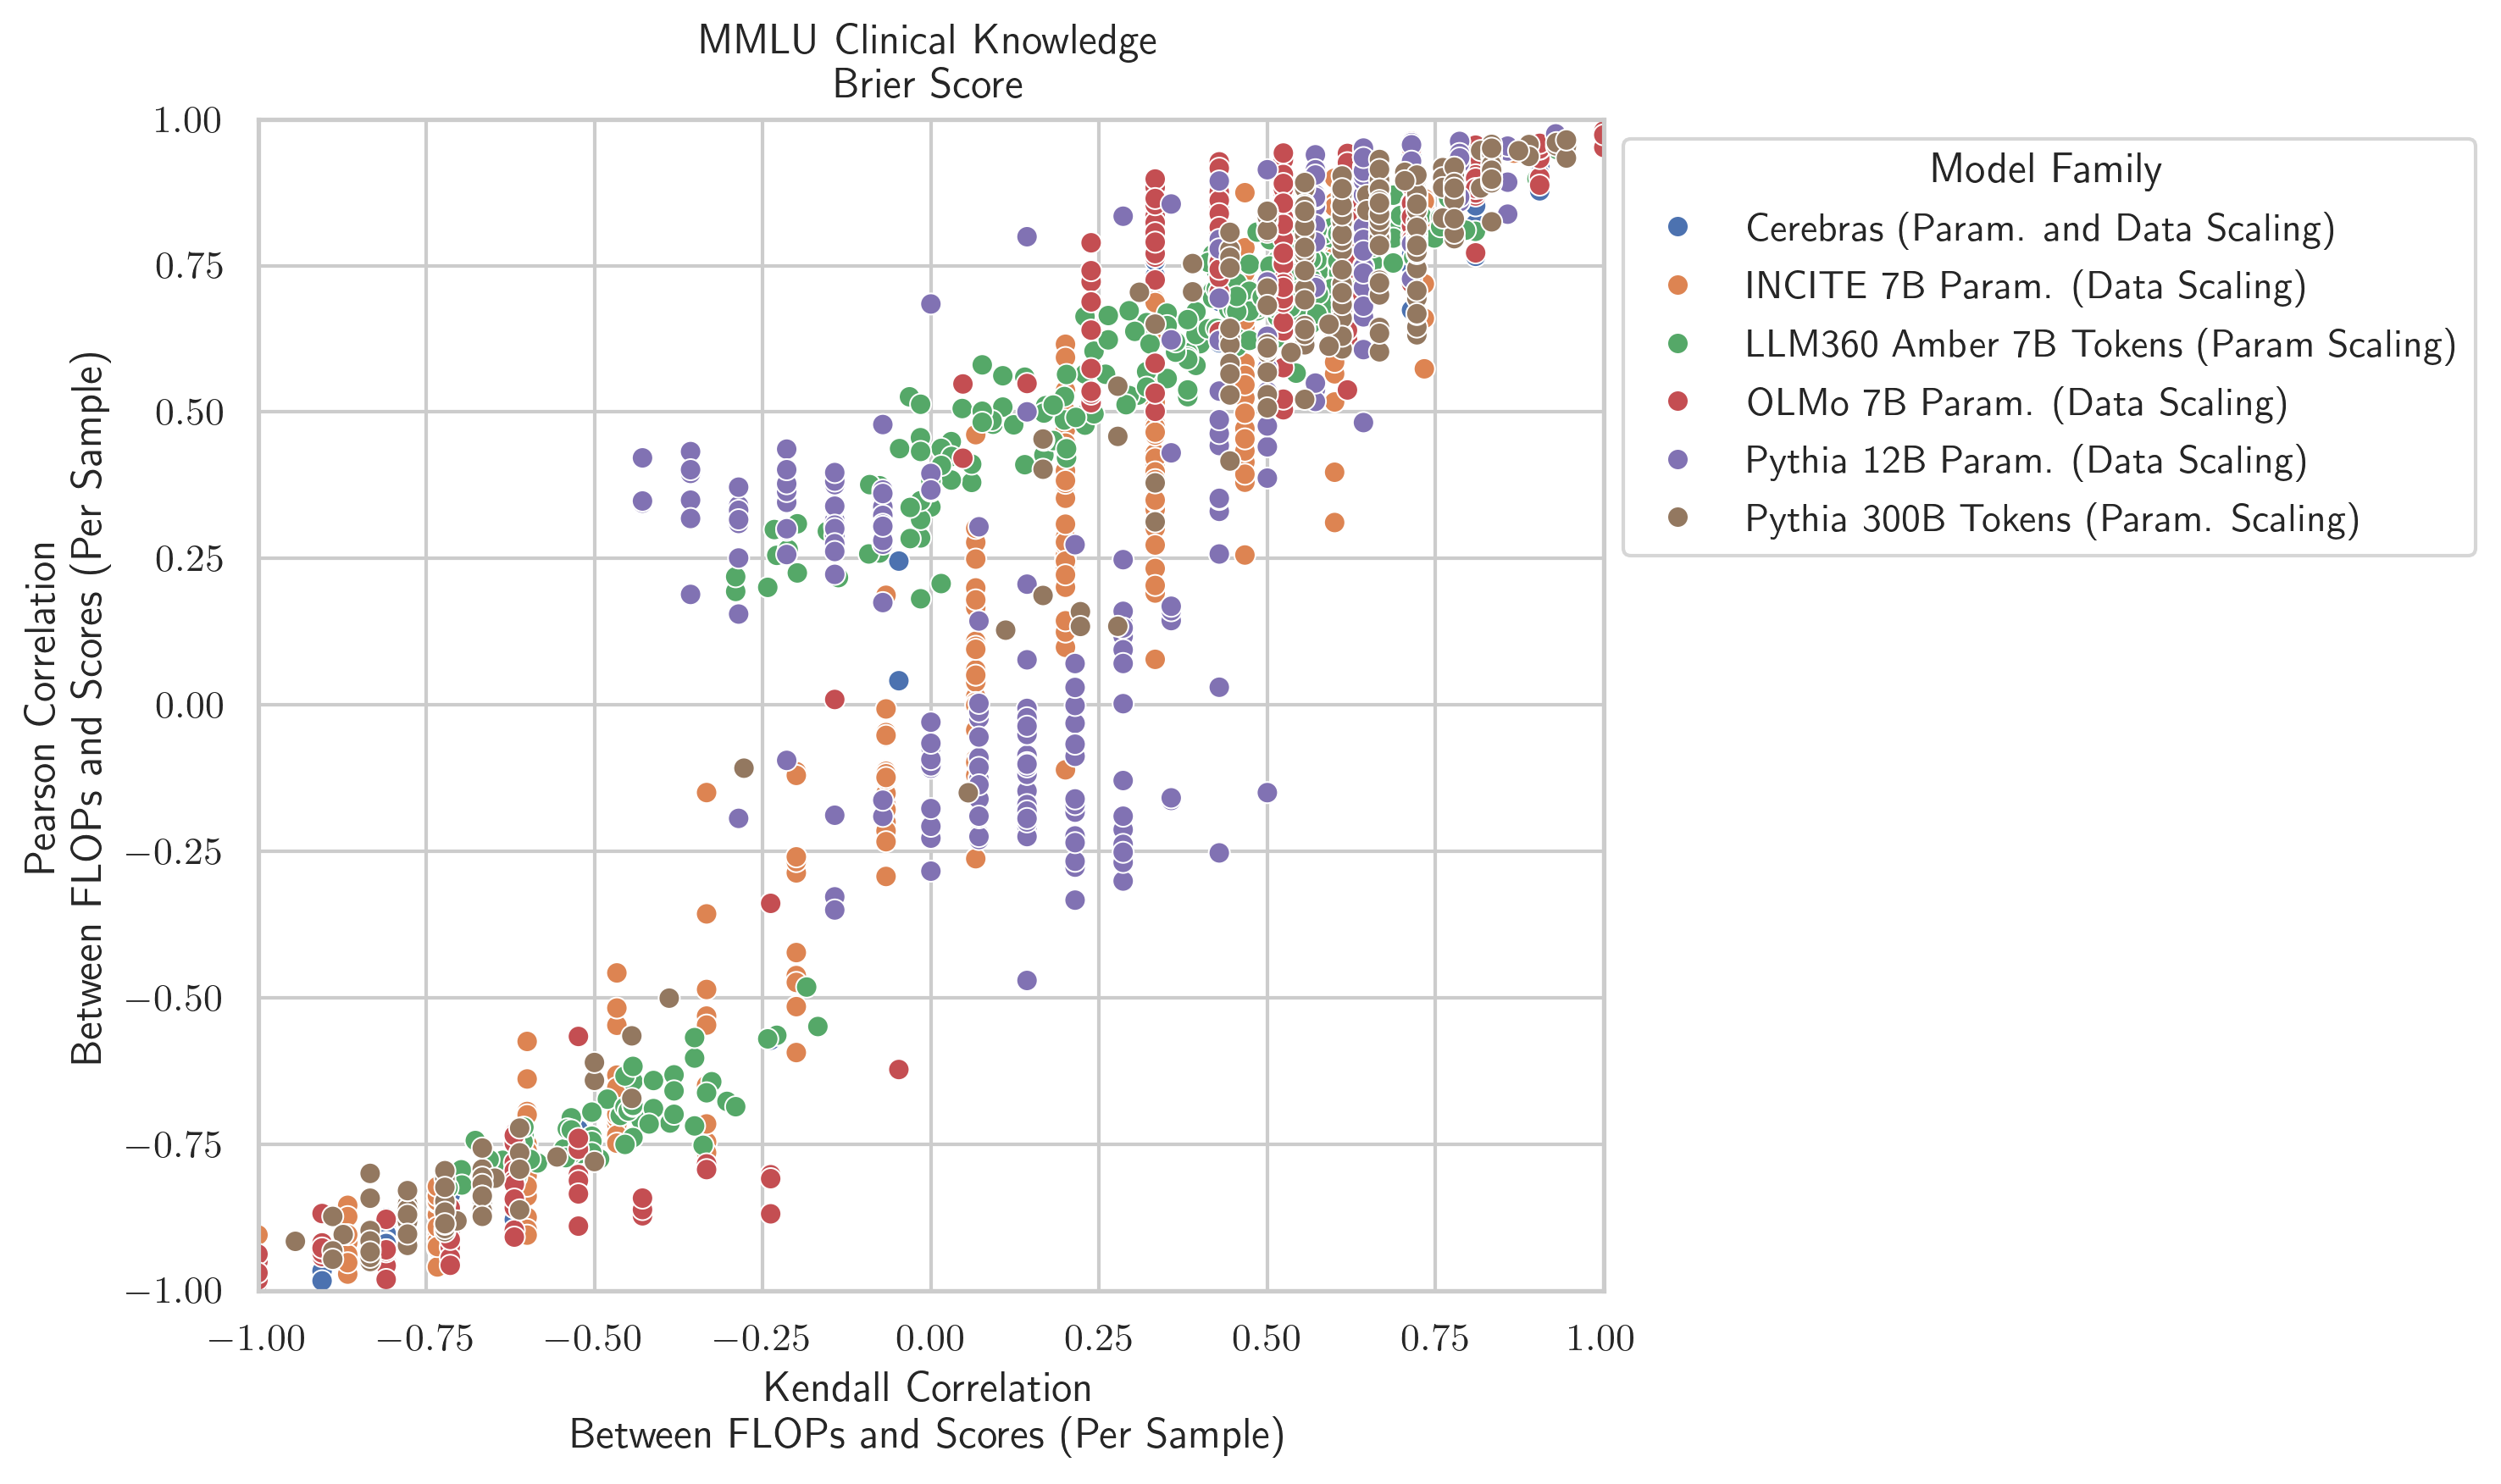 MMLU Clinical Knowledge
Brier Score
Pearson Correlation
Between FLOPs and Scores (Per Sample)
1.00
0.75
0.50
0.25
0.00
−0.25
−0.50
−0.75
−1.00
−1.00 −0.75 −0.50 −0.25 0.00 0.25 0.50 0.75 1.00
Kendall Correlation
Between FLOPs and Scores (Per Sample)
Model Family
Cerebras (Param. and Data Scaling)
INCITE 7B Param. (Data Scaling)
LLM360 Amber 7B Tokens (Param Scaling)
OLMo 7B Param. (Data Scaling)
Pythia 12B Param. (Data Scaling)
Pythia 300B Tokens (Param. Scaling)